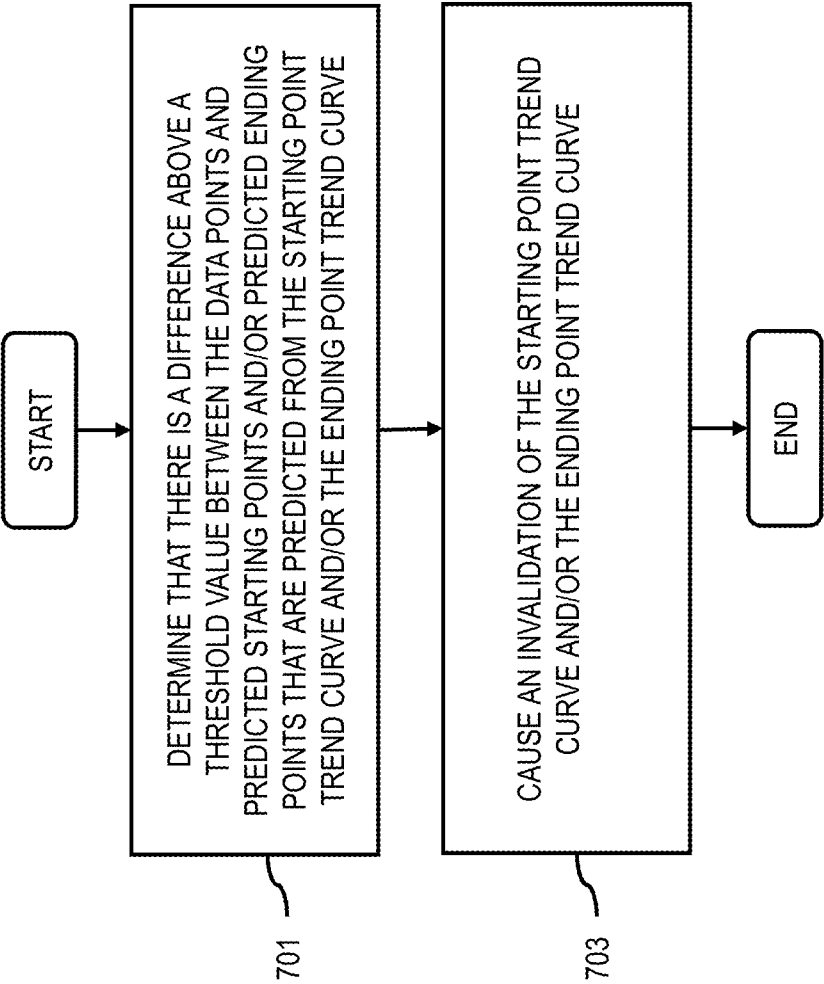 START
DETERMINE THAT THERE IS A DIFFERENCE ABOVE A
THRESHOLD VALUE BETWEEN THE DATA POINTS AND
PREDICTED STARTING POINTS AND/OR PREDICTED ENDING
POINTS THAT ARE PREDICTED FROM THE STARTING POINT
TREND CURVE AND/OR THE ENDING POINT TREND CURVE
701
CAUSE AN INVALIDATION OF THE STARTING POINT TREND
CURVE AND/OR THE ENDING POINT TREND CURVE
703
END